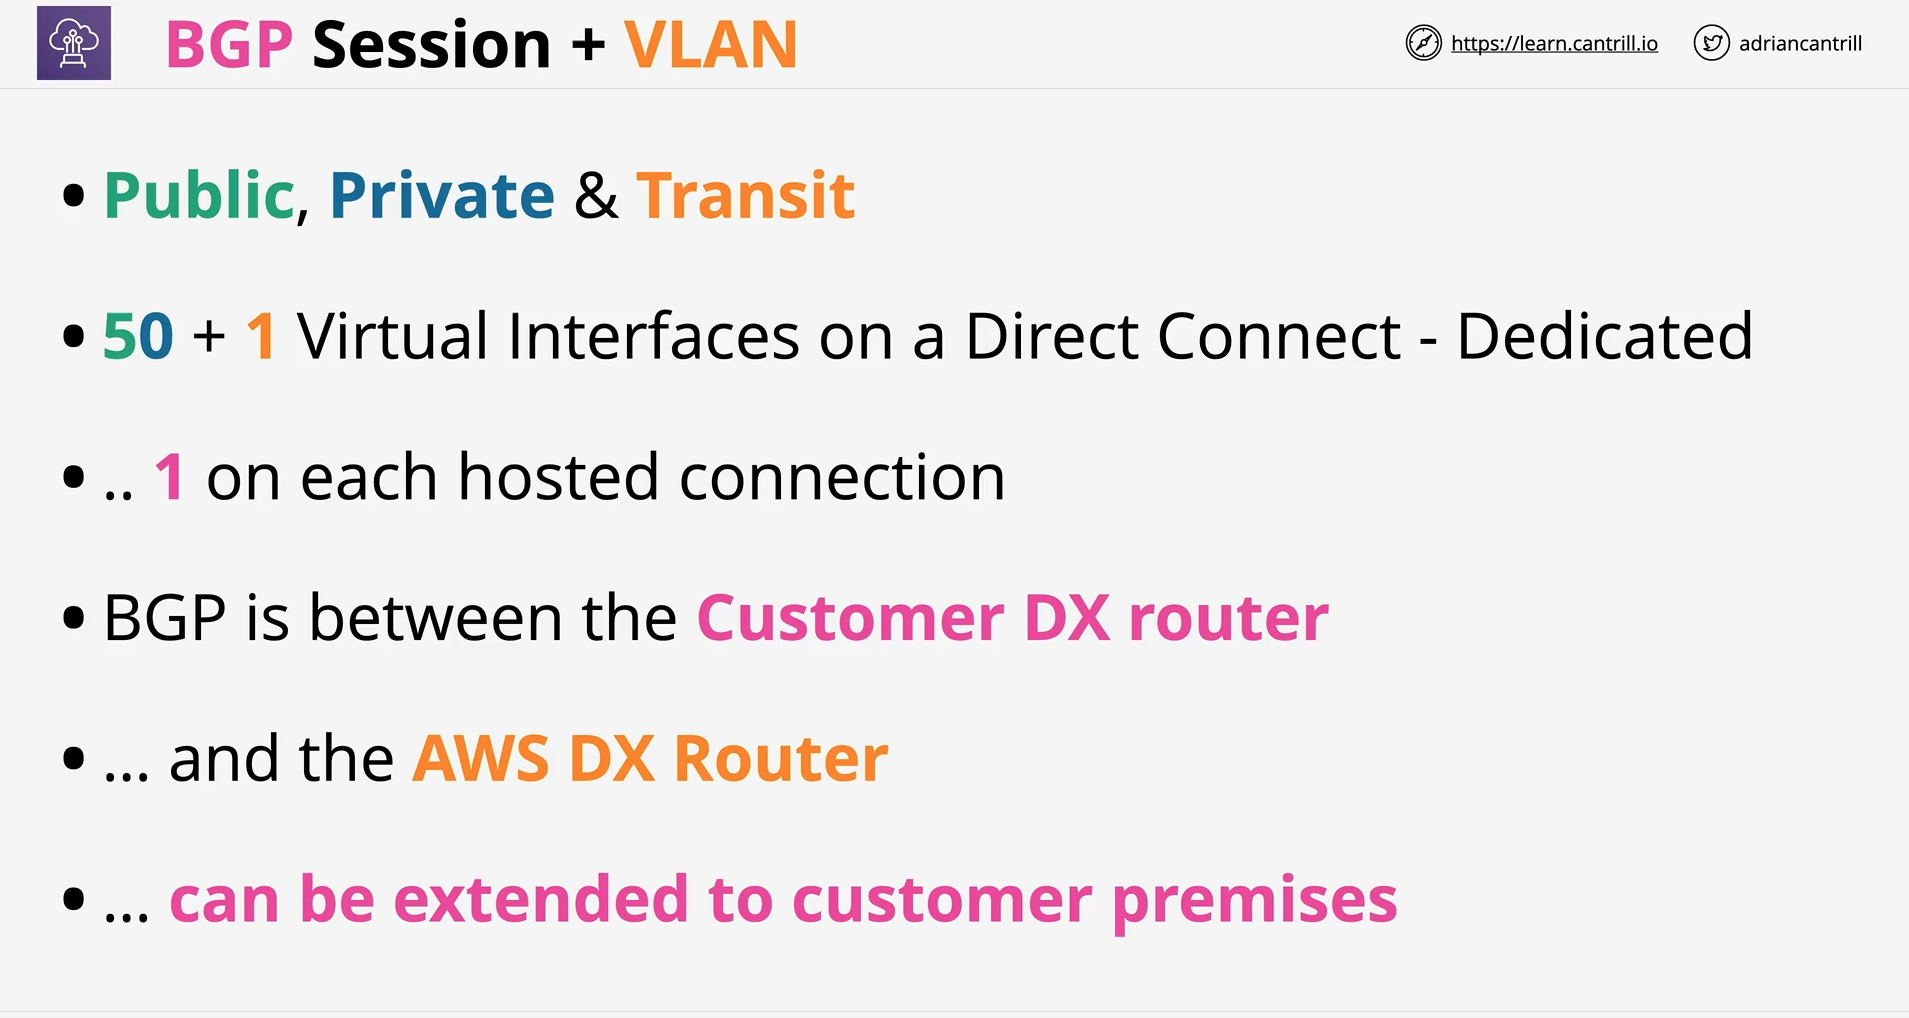 BGP Session + VLAN
https://learn.cantrill.io
adriancantrill
• Public, Private & Transit
• 50 + 1 Virtual Interfaces on a Direct Connect - Dedicated
• .. 1 on each hosted connection
• BGP is between the Customer DX router
• ... and the AWS DX Router
• ... can be extended to customer premises